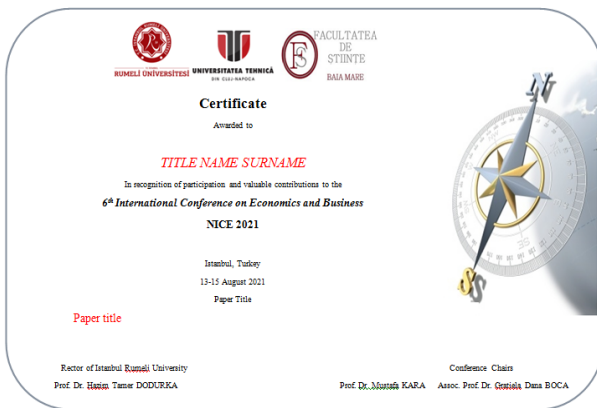 FACULTATEA
DE
STIINTE
BAIA MARE
RUMELİ ÜNİVERSİTESİ
UNIVERSITATEA TEHNICĂ
DIN CLUJ-NAPOCA
Certificate
Awarded to
TITLE NAME SURNAME
In recognition of participation and valuable contributions to the
6th International Conference on Economics and Business
NICE 2021
Istanbul, Turkey
13-15 August 2021
Paper Title
Paper title
Rector of Istanbul Rumeli University
Conference Chairs
Prof. Dr. Hazim Tamer DODURKA
Prof. Dr. Mustafa KARA Assoc. Prof. Dr. Gratiela Dana BOCA
N
S